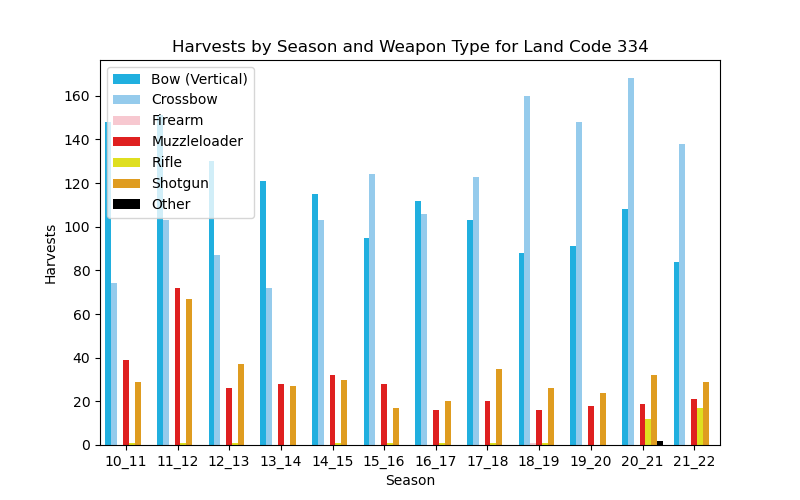 Harvests by Season and Weapon Type for Land Code 334
Bow (Vertical)
Crossbow
Firearm
Muzzleloader
Rifle
Shotgun
Other
160
140
120
100
80
60
40
20
0
Harvests
10_11 11_12 12_13 13_14 14_15 15_16 16_17 17_18 18_19 19_20 20_21 21_22
Season